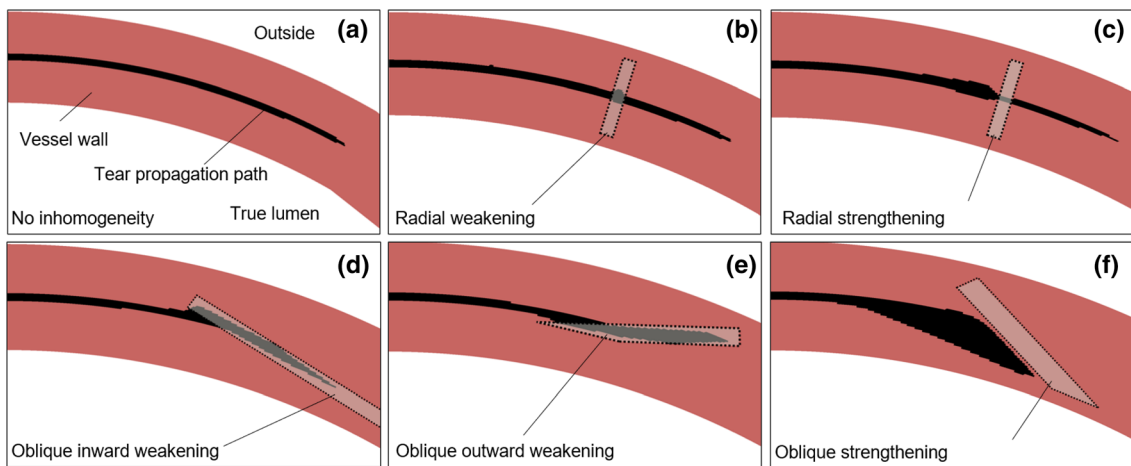 Outside
(a)
Vessel wall
Tear propagation path
No inhomogeneity
True lumen
(b)
Radial weakening
(c)
Radial strengthening
(d)
Oblique inward weakening
(e)
Oblique outward weakening
(f)
Oblique strengthening